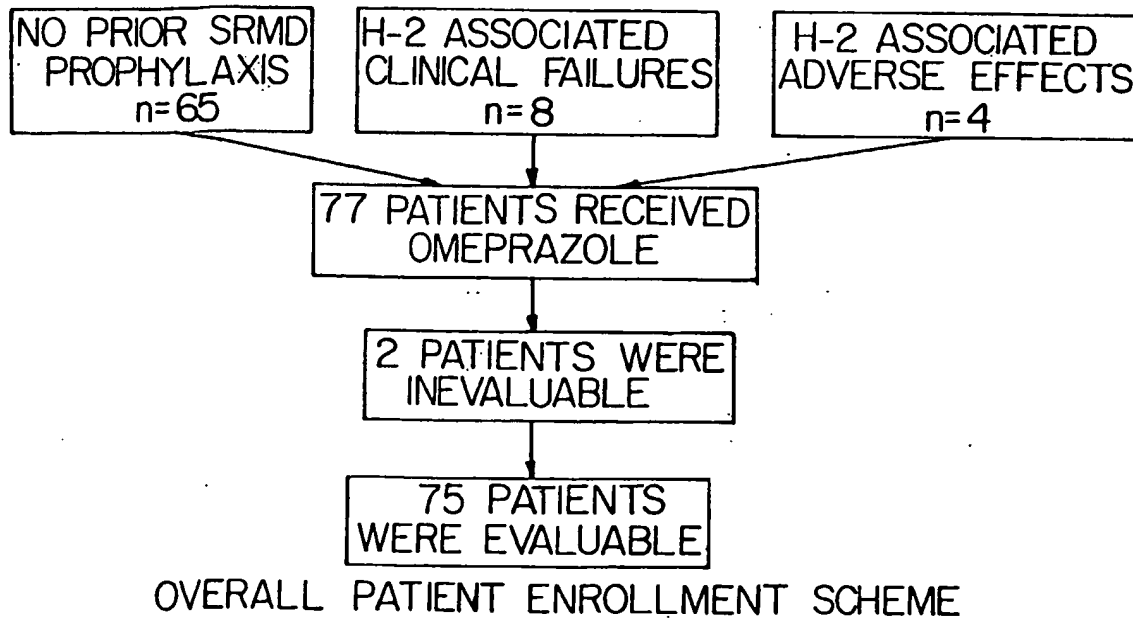 NO PRIOR SRMD
PROPHYLAXIS
n=65
H-2 ASSOCIATED
CLINICAL FAILURES
n=8
H-2 ASSOCIATED
ADVERSE EFFECTS
n=4
77 PATIENTS RECEIVED
OMEPRAZOLE
2 PATIENTS WERE
INEVALUABLE
75 PATIENTS
WERE EVALUABLE
OVERALL PATIENT ENROLLMENT SCHEME